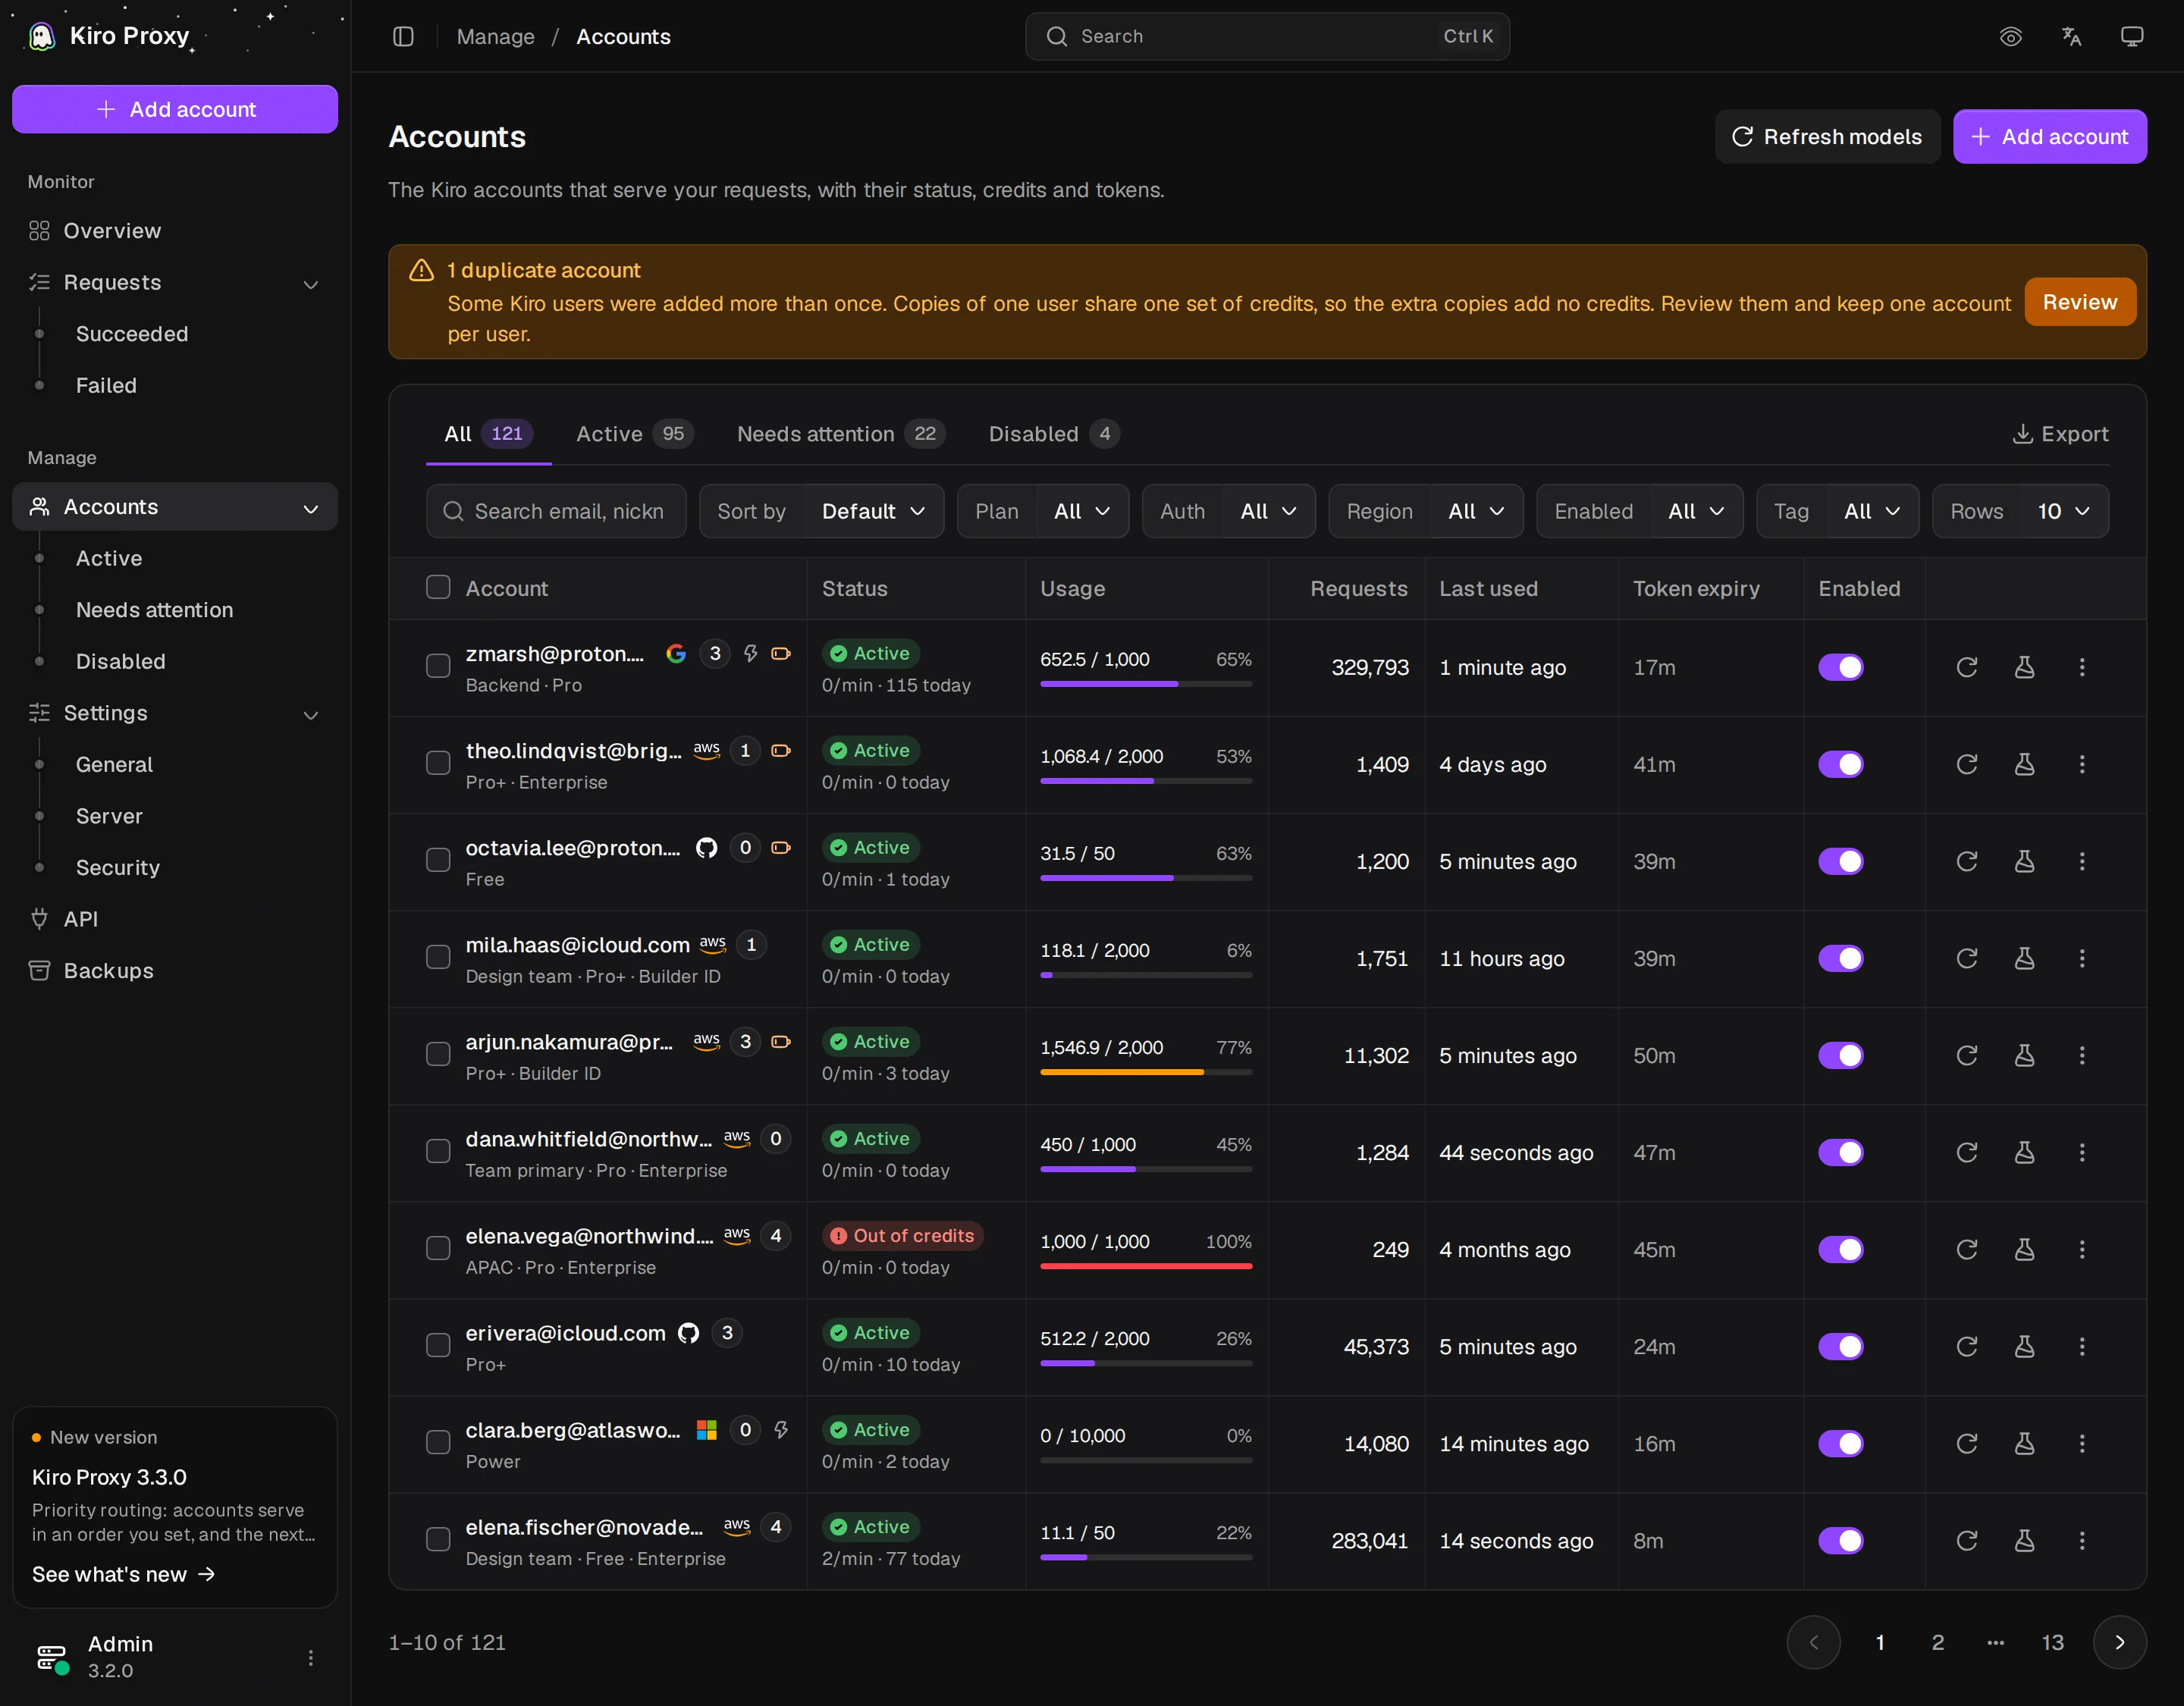 Kiro Proxy
Add account
Monitor
Overview
Requests
Succeeded
Failed
Manage
Accounts
Active
Needs attention
Disabled
Settings
General
Server
Security
API
Backups
New version
Kiro Proxy 3.3.0
Priority routing: accounts serve
in an order you set, and the next...
See what's new →
Admin
3.2.0
Manage / Accounts
Search Ctrl K
Accounts
Refresh models
Add account
The Kiro accounts that serve your requests, with their status, credits and tokens.
1 duplicate account
Some Kiro users were added more than once. Copies of one user share one set of credits, so the extra copies add no credits. Review them and keep one account
per user.
Review
All 121 Active 95 Needs attention 22 Disabled 4 Export
Search email, nickn Sort by Default Plan All Auth All Region All Enabled All Tag All Rows 10
Account Status Usage Requests Last used Token expiry Enabled
zmarsh@proton.... 3 Active 652.5 / 1,000 65% 329,793 1 minute ago 17m
Backend · Pro 0/min · 115 today
theo.lindqvist@brig... aws 1 Active 1,068.4 / 2,000 53% 1,409 4 days ago 41m
Pro+ · Enterprise 0/min · 0 today
octavia.lee@proton.... 0 Active 31.5 / 50 63% 1,200 5 minutes ago 39m
Free 0/min · 1 today
mila.haas@icloud.com aws 1 Active 118.1 / 2,000 6% 1,751 11 hours ago 39m
Design team · Pro+ · Builder ID 0/min · 0 today
arjun.nakamura@pr... aws 3 Active 1,546.9 / 2,000 77% 11,302 5 minutes ago 50m
Pro+ · Builder ID 0/min · 3 today
dana.whitfield@northw... aws 0 Active 450 / 1,000 45% 1,284 44 seconds ago 47m
Team primary · Pro · Enterprise 0/min · 0 today
elena.vega@northwind.... aws 4 Out of credits 1,000 / 1,000 100% 249 4 months ago 45m
APAC · Pro · Enterprise 0/min · 0 today
erivera@icloud.com 3 Active 512.2 / 2,000 26% 45,373 5 minutes ago 24m
Pro+ 0/min · 10 today
clara.berg@atlaswo... 0 Active 0 / 10,000 0% 14,080 14 minutes ago 16m
Power 0/min · 2 today
elena.fischer@novade... aws 4 Active 11.1 / 50 22% 283,041 14 seconds ago 8m
Design team · Free · Enterprise 2/min · 77 today
1–10 of 121
1 2 ··· 13